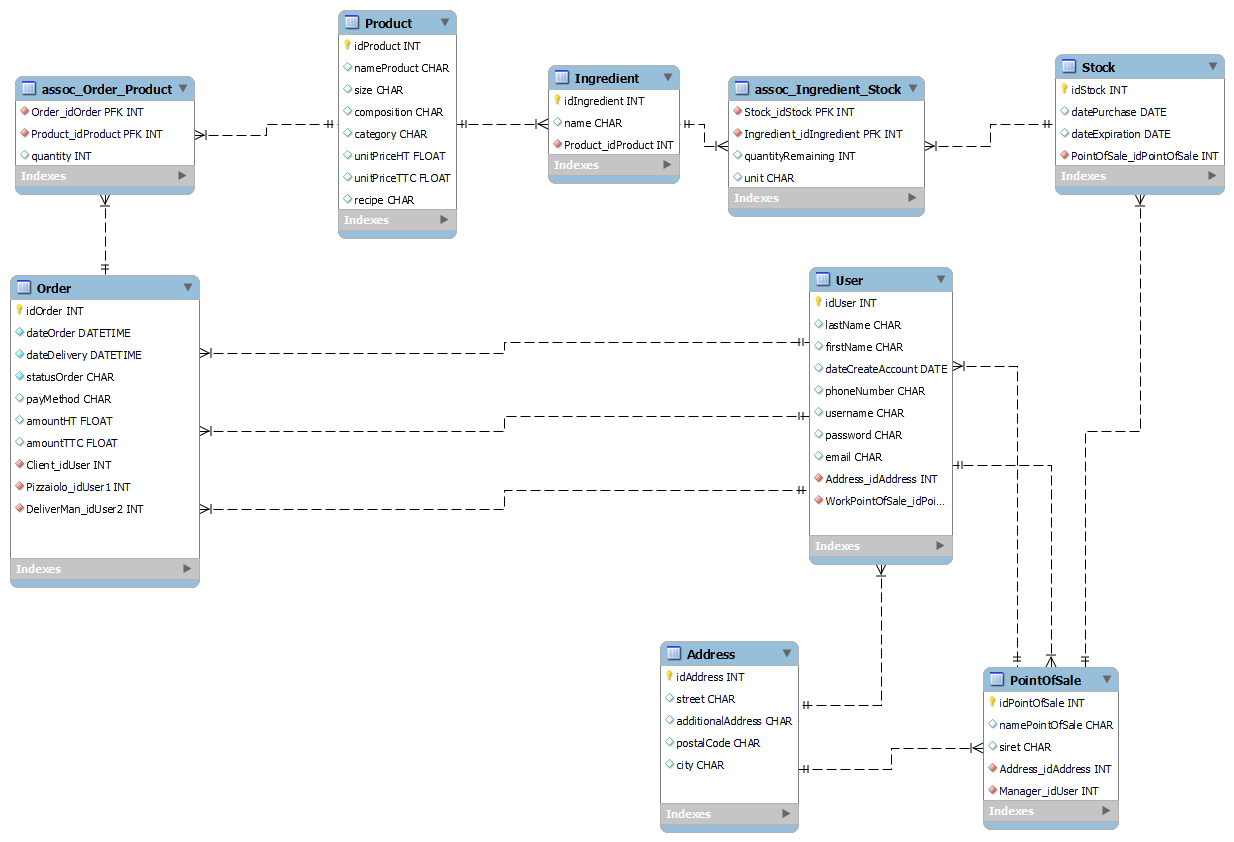 Product
idProduct INT
nameProduct CHAR
size CHAR
composition CHAR
category CHAR
unitPriceHT FLOAT
unitPriceTTC FLOAT
recipe CHAR
Indexes
assoc_Order_Product
Order_idOrder PFK INT
Product_idProduct PFK INT
quantity INT
Indexes
Ingredient
idIngredient INT
name CHAR
Product_idProduct INT
Indexes
assoc_Ingredient_Stock
Stock_idStock PFK INT
Ingredient_idIngredient PFK INT
quantityRemaining INT
unit CHAR
Indexes
Stock
idStock INT
datePurchase DATE
dateExpiration DATE
PointOfSale_idPointOfSale INT
Indexes
Order
idOrder INT
dateOrder DATETIME
dateDelivery DATETIME
statusOrder CHAR
payMethod CHAR
amountHT FLOAT
amountTTC FLOAT
Client_idUser INT
Pizzaiolo_idUser1 INT
DeliverMan_idUser2 INT
Indexes
User
idUser INT
lastName CHAR
firstName CHAR
dateCreateAccount DATE
phoneNumber CHAR
username CHAR
password CHAR
email CHAR
Address_idAddress INT
WorkPointOfSale_idPoi...
Indexes
Address
idAddress INT
street CHAR
additionalAddress CHAR
postalCode CHAR
city CHAR
Indexes
PointOfSale
idPointOfSale INT
namePointOfSale CHAR
siret CHAR
Address_idAddress INT
Manager_idUser INT
Indexes